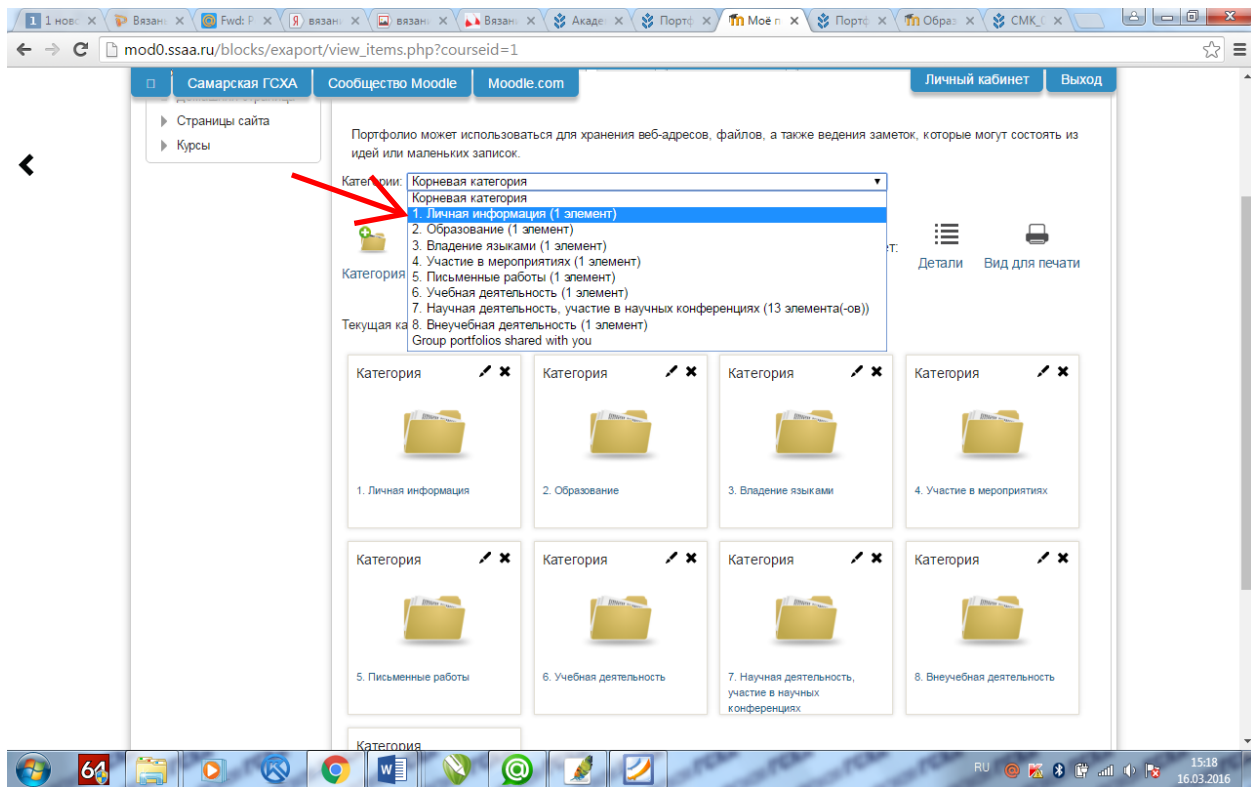 1 новс
Вязан
Fwd: Р
вязан
вязан
Вязан
Акаде
Портф
Моё п
Портф
Образ
СМК_(
mod0.ssaa.ru/blocks/exaport/view_items.php?courseid=1
Самарская ГСХА
Сообщество Moodle
Moodle.com
Личный кабинет
Выход
Страницы сайта
Курсы
Портфолио может использоваться для хранения веб-адресов, файлов, а также ведения заметок, которые могут состоять из
идей или маленьких записок.
Категории: Корневая категория
Корневая категория
1. Личная информация (1 элемент)
2. Образование (1 элемент)
3. Владение языками (1 элемент)
4. Участие в мероприятиях (1 элемент)
5. Письменные работы (1 элемент)
6. Учебная деятельность (1 элемент)
7. Научная деятельность, участие в научных конференциях (13 элемента(-ов))
8. Внеучебная деятельность (1 элемент)
Group portfolios shared with you
Категория
т:
Детали
Вид для печати
Текущая ка
Категория
Категория
Категория
Категория
1. Личная информация
2. Образование
3. Владение языками
4. Участие в мероприятиях
Категория
Категория
Категория
Категория
5. Письменные работы
6. Учебная деятельность
7. Научная деятельность,
участие в научных
конференциях
8. Внеучебная деятельность
Категория
64
RU
15:18
16.03.2016